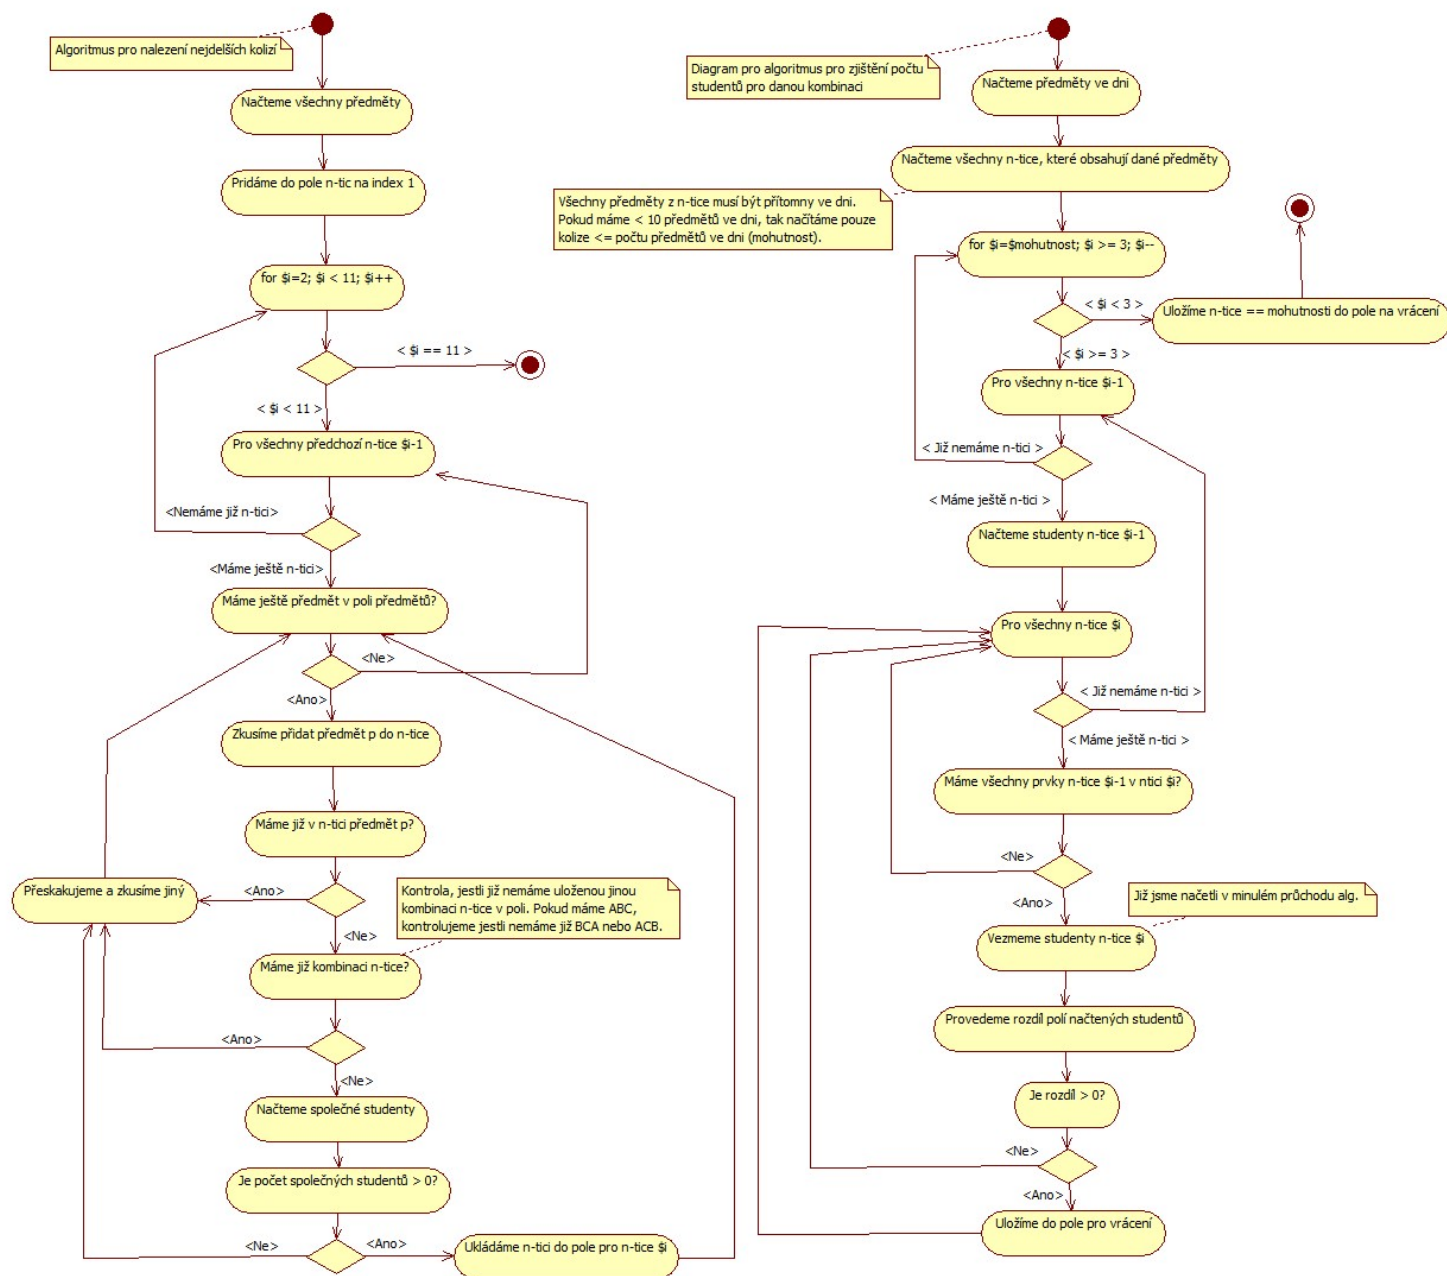 Algoritmus pro nalezení nejdelších kolizí
Načteme všechny předměty
Pridáme do pole n-tic na index 1
for $i=2; $i < 11; $i++
< $i == 11 >
< $i < 11 >
Pro všechny předchozí n-tice $i-1
<Nemáme již n-tici>
<Máme ještě n-tici>
Máme ještě předmět v poli předmětů?
<Ne>
<Ano>
Zkusíme přidat předmět p do n-tice
Máme již v n-tici předmět p?
Přeskakujeme a zkusíme jiný
<Ano>
<Ne>
Kontrola, jestli již nemáme uloženou jinou
kombinaci n-tice v poli. Pokud máme ABC,
kontrolujeme jestli nemáme již BCA nebo ACB.
Máme již kombinaci n-tice?
<Ano>
<Ne>
Načteme společné studenty
Je počet společných studentů > 0?
<Ne>
<Ano>
Ukládáme n-tici do pole pro n-tice $i
Diagram pro algoritmus pro zjištění počtu
studentů pro danou kombinaci
Načteme předměty ve dni
Načteme všechny n-tice, které obsahují dané předměty
Všechny předměty z n-tice musí být přítomny ve dni.
Pokud máme < 10 předmětů ve dni, tak načítáme pouze
kolize <= počtu předmětů ve dni (mohutnost).
for $i=$mohutnost; $i >= 3; $i--
< $i < 3 >
Uložíme n-tice == mohutnosti do pole na vrácení
< $i >= 3 >
Pro všechny n-tice $i-1
< Již nemáme n-tici >
< Máme ještě n-tici >
Načteme studenty n-tice $i-1
Pro všechny n-tice $i
< Již nemáme n-tici >
< Máme ještě n-tici >
Máme všechny prvky n-tice $i-1 v ntici $i?
<Ne>
<Ano>
Již jsme načetli v minulém průchodu alg.
Vezmeme studenty n-tice $i
Provedeme rozdíl polí načtených studentů
Je rozdíl > 0?
<Ne>
<Ano>
Uložíme do pole pro vrácení